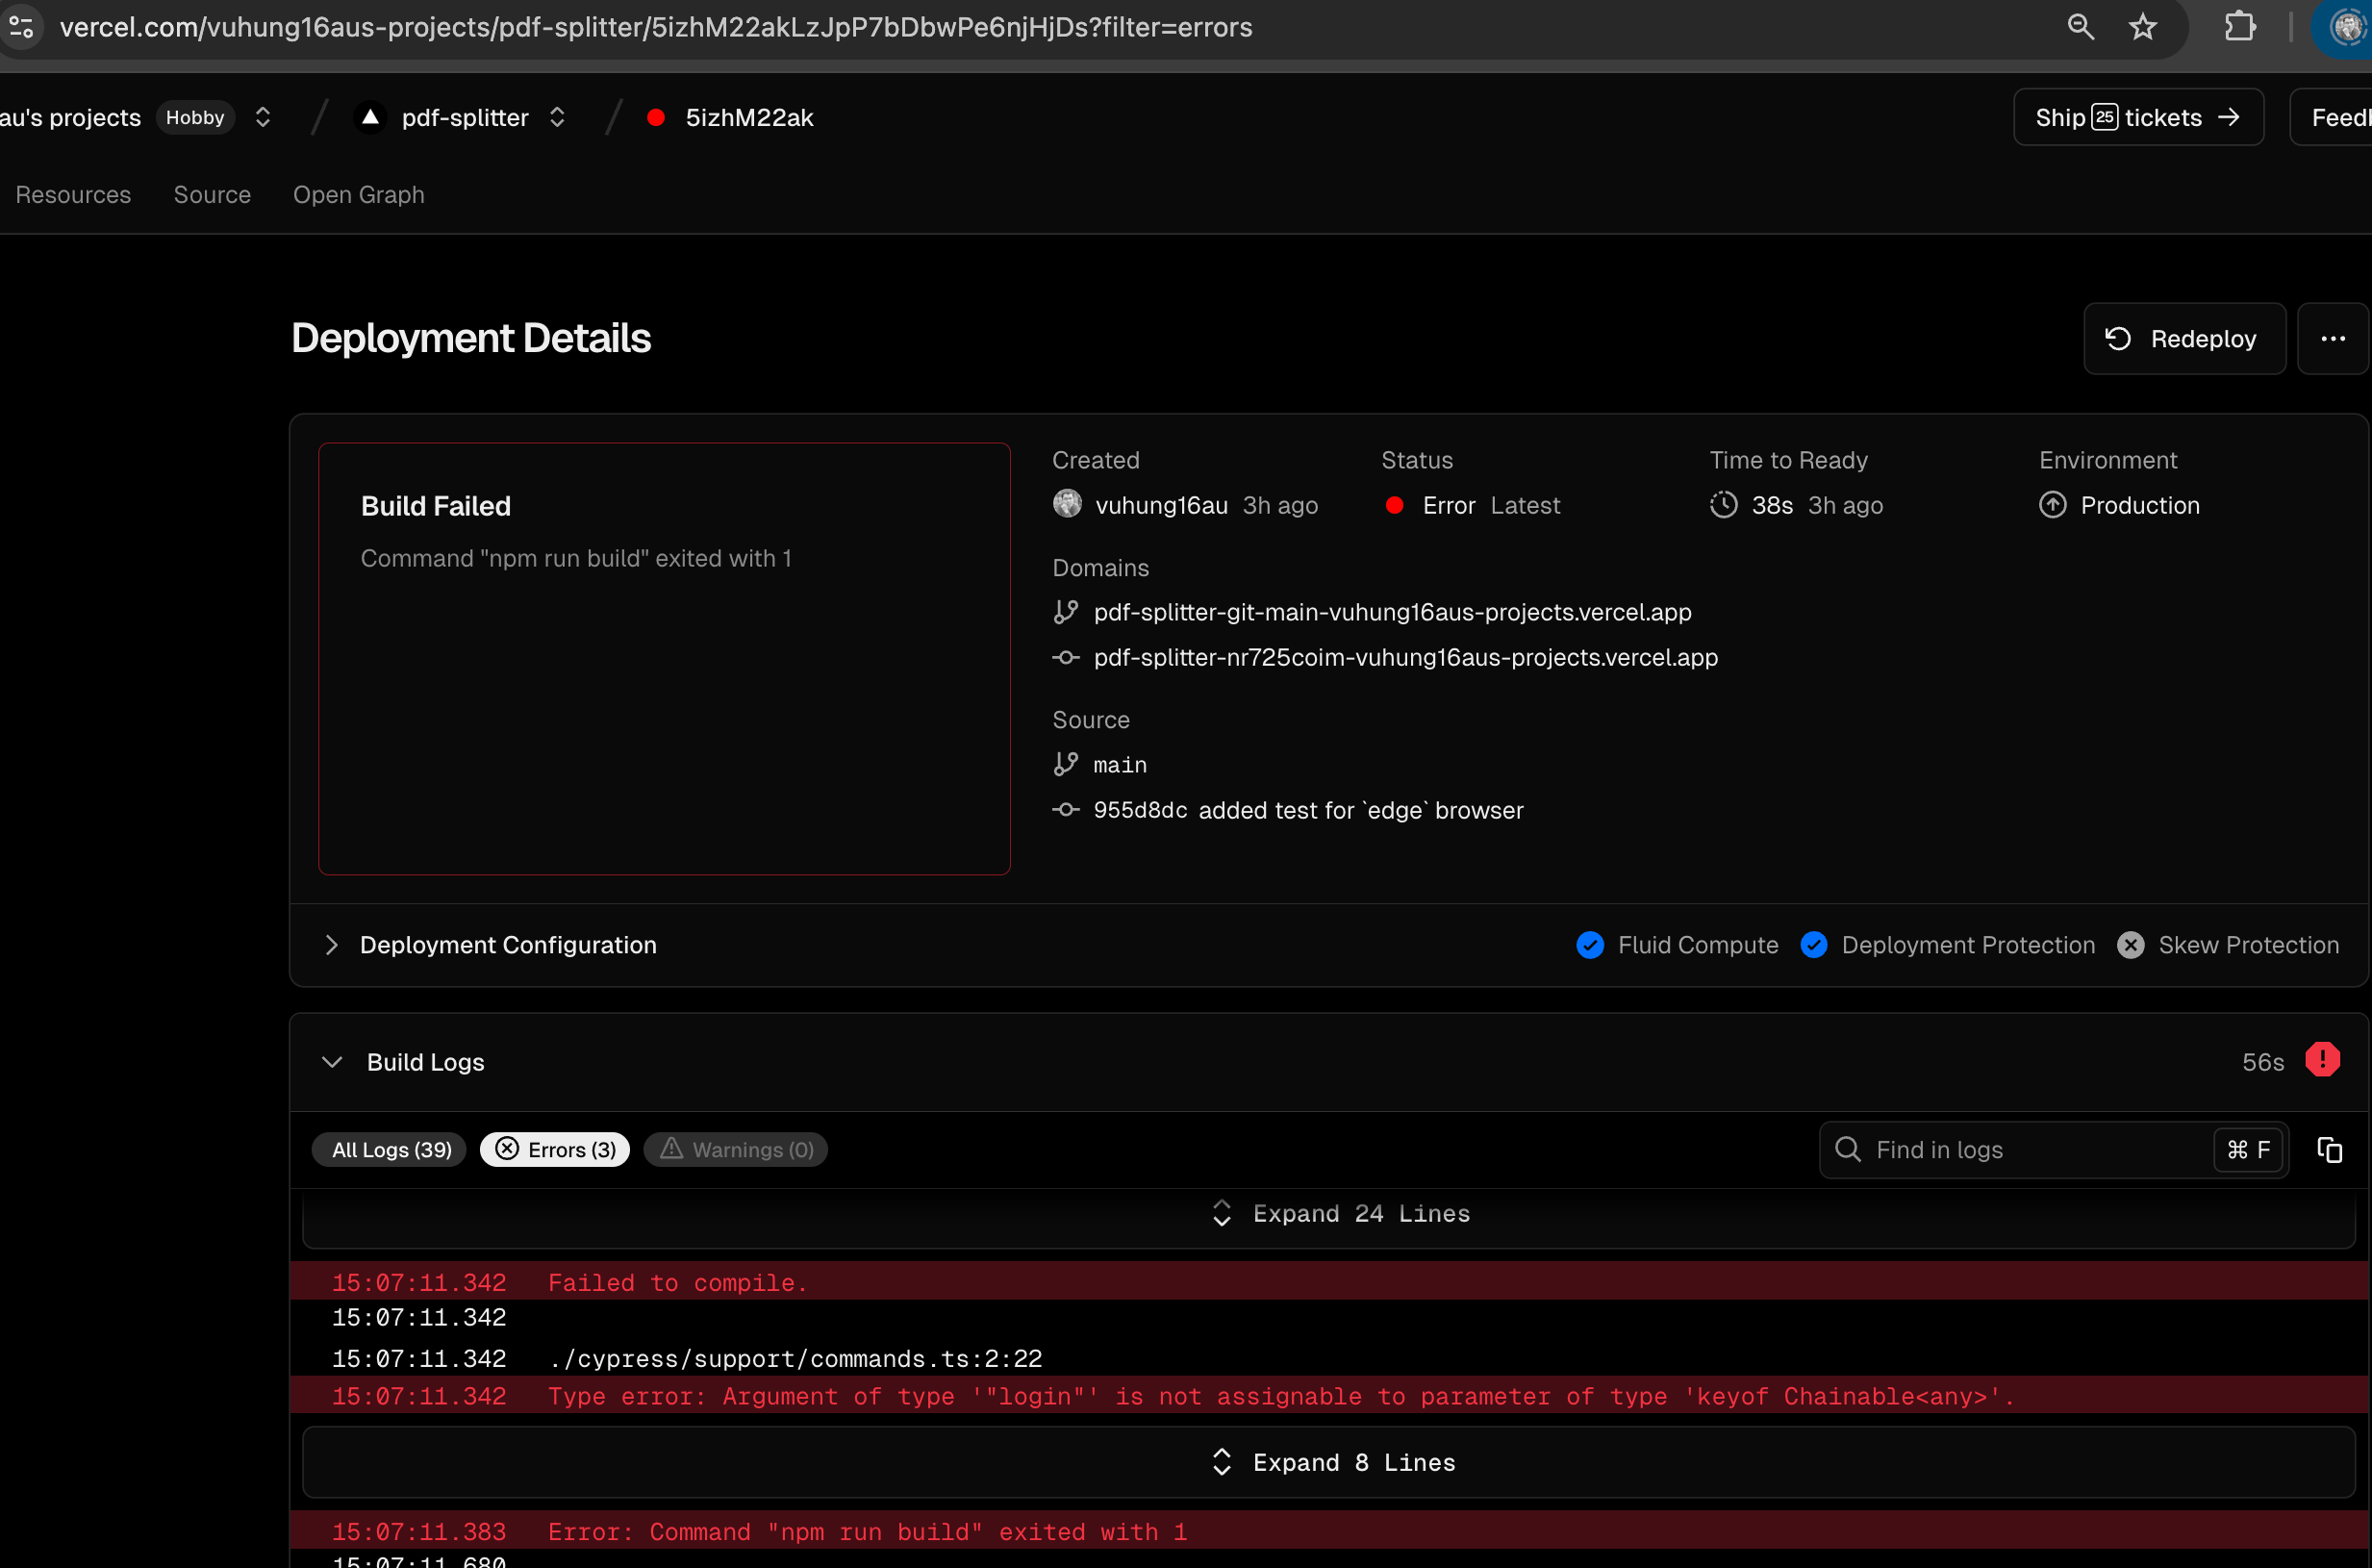 vercel.com/vuhung16aus-projects/pdf-splitter/5izhM22akLzJpP7bDbwPe6njHjDs?filter=errors
au's projects Hobby / pdf-splitter / 5izhM22ak
Ship 25 tickets → Feed
Resources Source Open Graph
Deployment Details
Redeploy ...
Build Failed
Command "npm run build" exited with 1
Created Status Time to Ready Environment
vuhung16au 3h ago Error Latest 38s 3h ago Production
Domains
pdf-splitter-git-main-vuhung16aus-projects.vercel.app
pdf-splitter-nr725coim-vuhung16aus-projects.vercel.app
Source
main
955d8dc added test for `edge` browser
Deployment Configuration Fluid Compute Deployment Protection Skew Protection
Build Logs 56s
All Logs (39) Errors (3) Warnings (0) Find in logs ⌘ F
Expand 24 Lines
15:07:11.342 Failed to compile.
15:07:11.342
15:07:11.342 ./cypress/support/commands.ts:2:22
15:07:11.342 Type error: Argument of type '"login"' is not assignable to parameter of type 'keyof Chainable<any>'.
Expand 8 Lines
15:07:11.383 Error: Command "npm run build" exited with 1
15:07:11.680